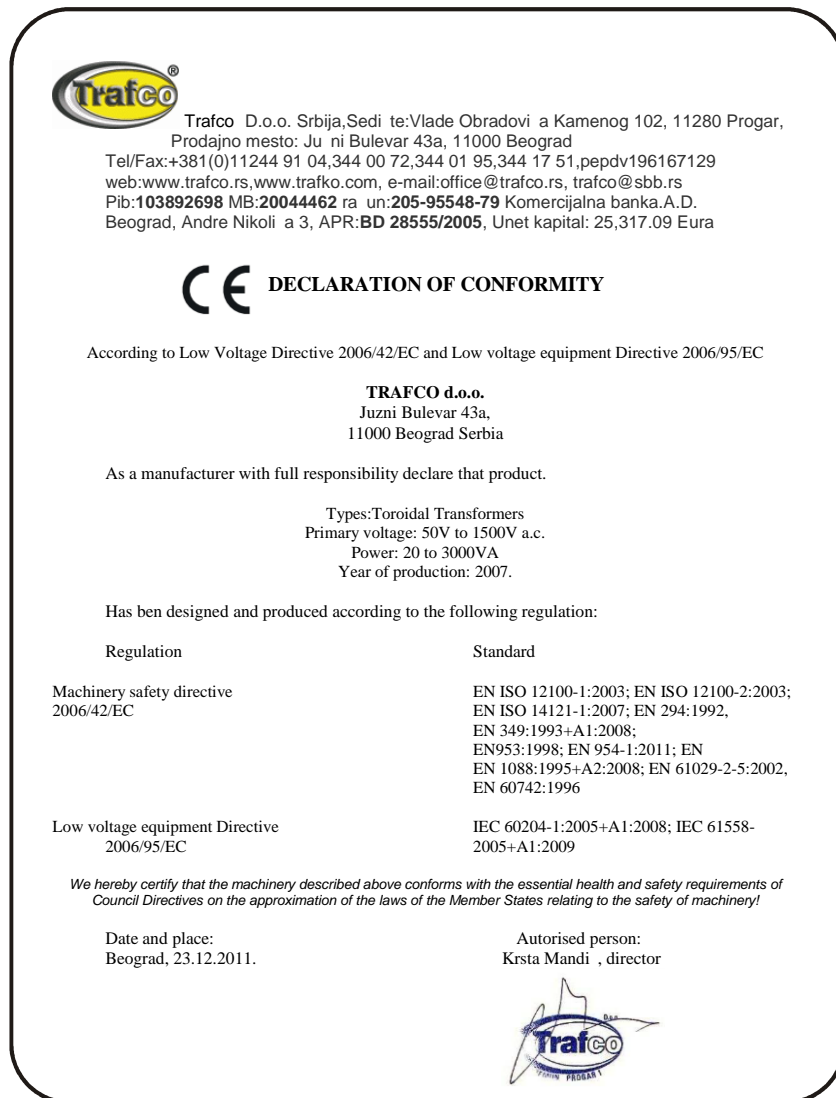 Trafco ®
Trafco D.o.o. Srbija,Sedi te:Vlade Obradovi a Kamenog 102, 11280 Progar,
Prodajno mesto: Ju ni Bulevar 43a, 11000 Beograd
Tel/Fax:+381(0)11244 91 04,344 00 72,344 01 95,344 17 51,pepdv196167129
web:www.trafco.rs,www.trafko.com, e-mail:office@trafco.rs, trafco@sbb.rs
Pib:103892698 MB:20044462 ra un:205-95548-79 Komercijalna banka.A.D.
Beograd, Andre Nikoli a 3, APR:BD 28555/2005, Unet kapital: 25,317.09 Eura
CE DECLARATION OF CONFORMITY
According to Low Voltage Directive 2006/42/EC and Low voltage equipment Directive 2006/95/EC
TRAFCO d.o.o.
Juzni Bulevar 43a,
11000 Beograd Serbia
As a manufacturer with full responsibility declare that product.
Types:Toroidal Transformers
Primary voltage: 50V to 1500V a.c.
Power: 20 to 3000VA
Year of production: 2007.
Has ben designed and produced according to the following regulation:
Regulation Standard
Machinery safety directive EN ISO 12100-1:2003; EN ISO 12100-2:2003;
2006/42/EC EN ISO 14121-1:2007; EN 294:1992,
EN 349:1993+A1:2008;
EN953:1998; EN 954-1:2011; EN
EN 1088:1995+A2:2008; EN 61029-2-5:2002,
EN 60742:1996
Low voltage equipment Directive IEC 60204-1:2005+A1:2008; IEC 61558-
2006/95/EC 2005+A1:2009
We hereby certify that the machinery described above conforms with the essential health and safety requirements of
Council Directives on the approximation of the laws of the Member States relating to the safety of machinery!
Date and place: Autorised person:
Beograd, 23.12.2011. Krsta Mandi , director
D.o.o
Trafco
PROGAR 1